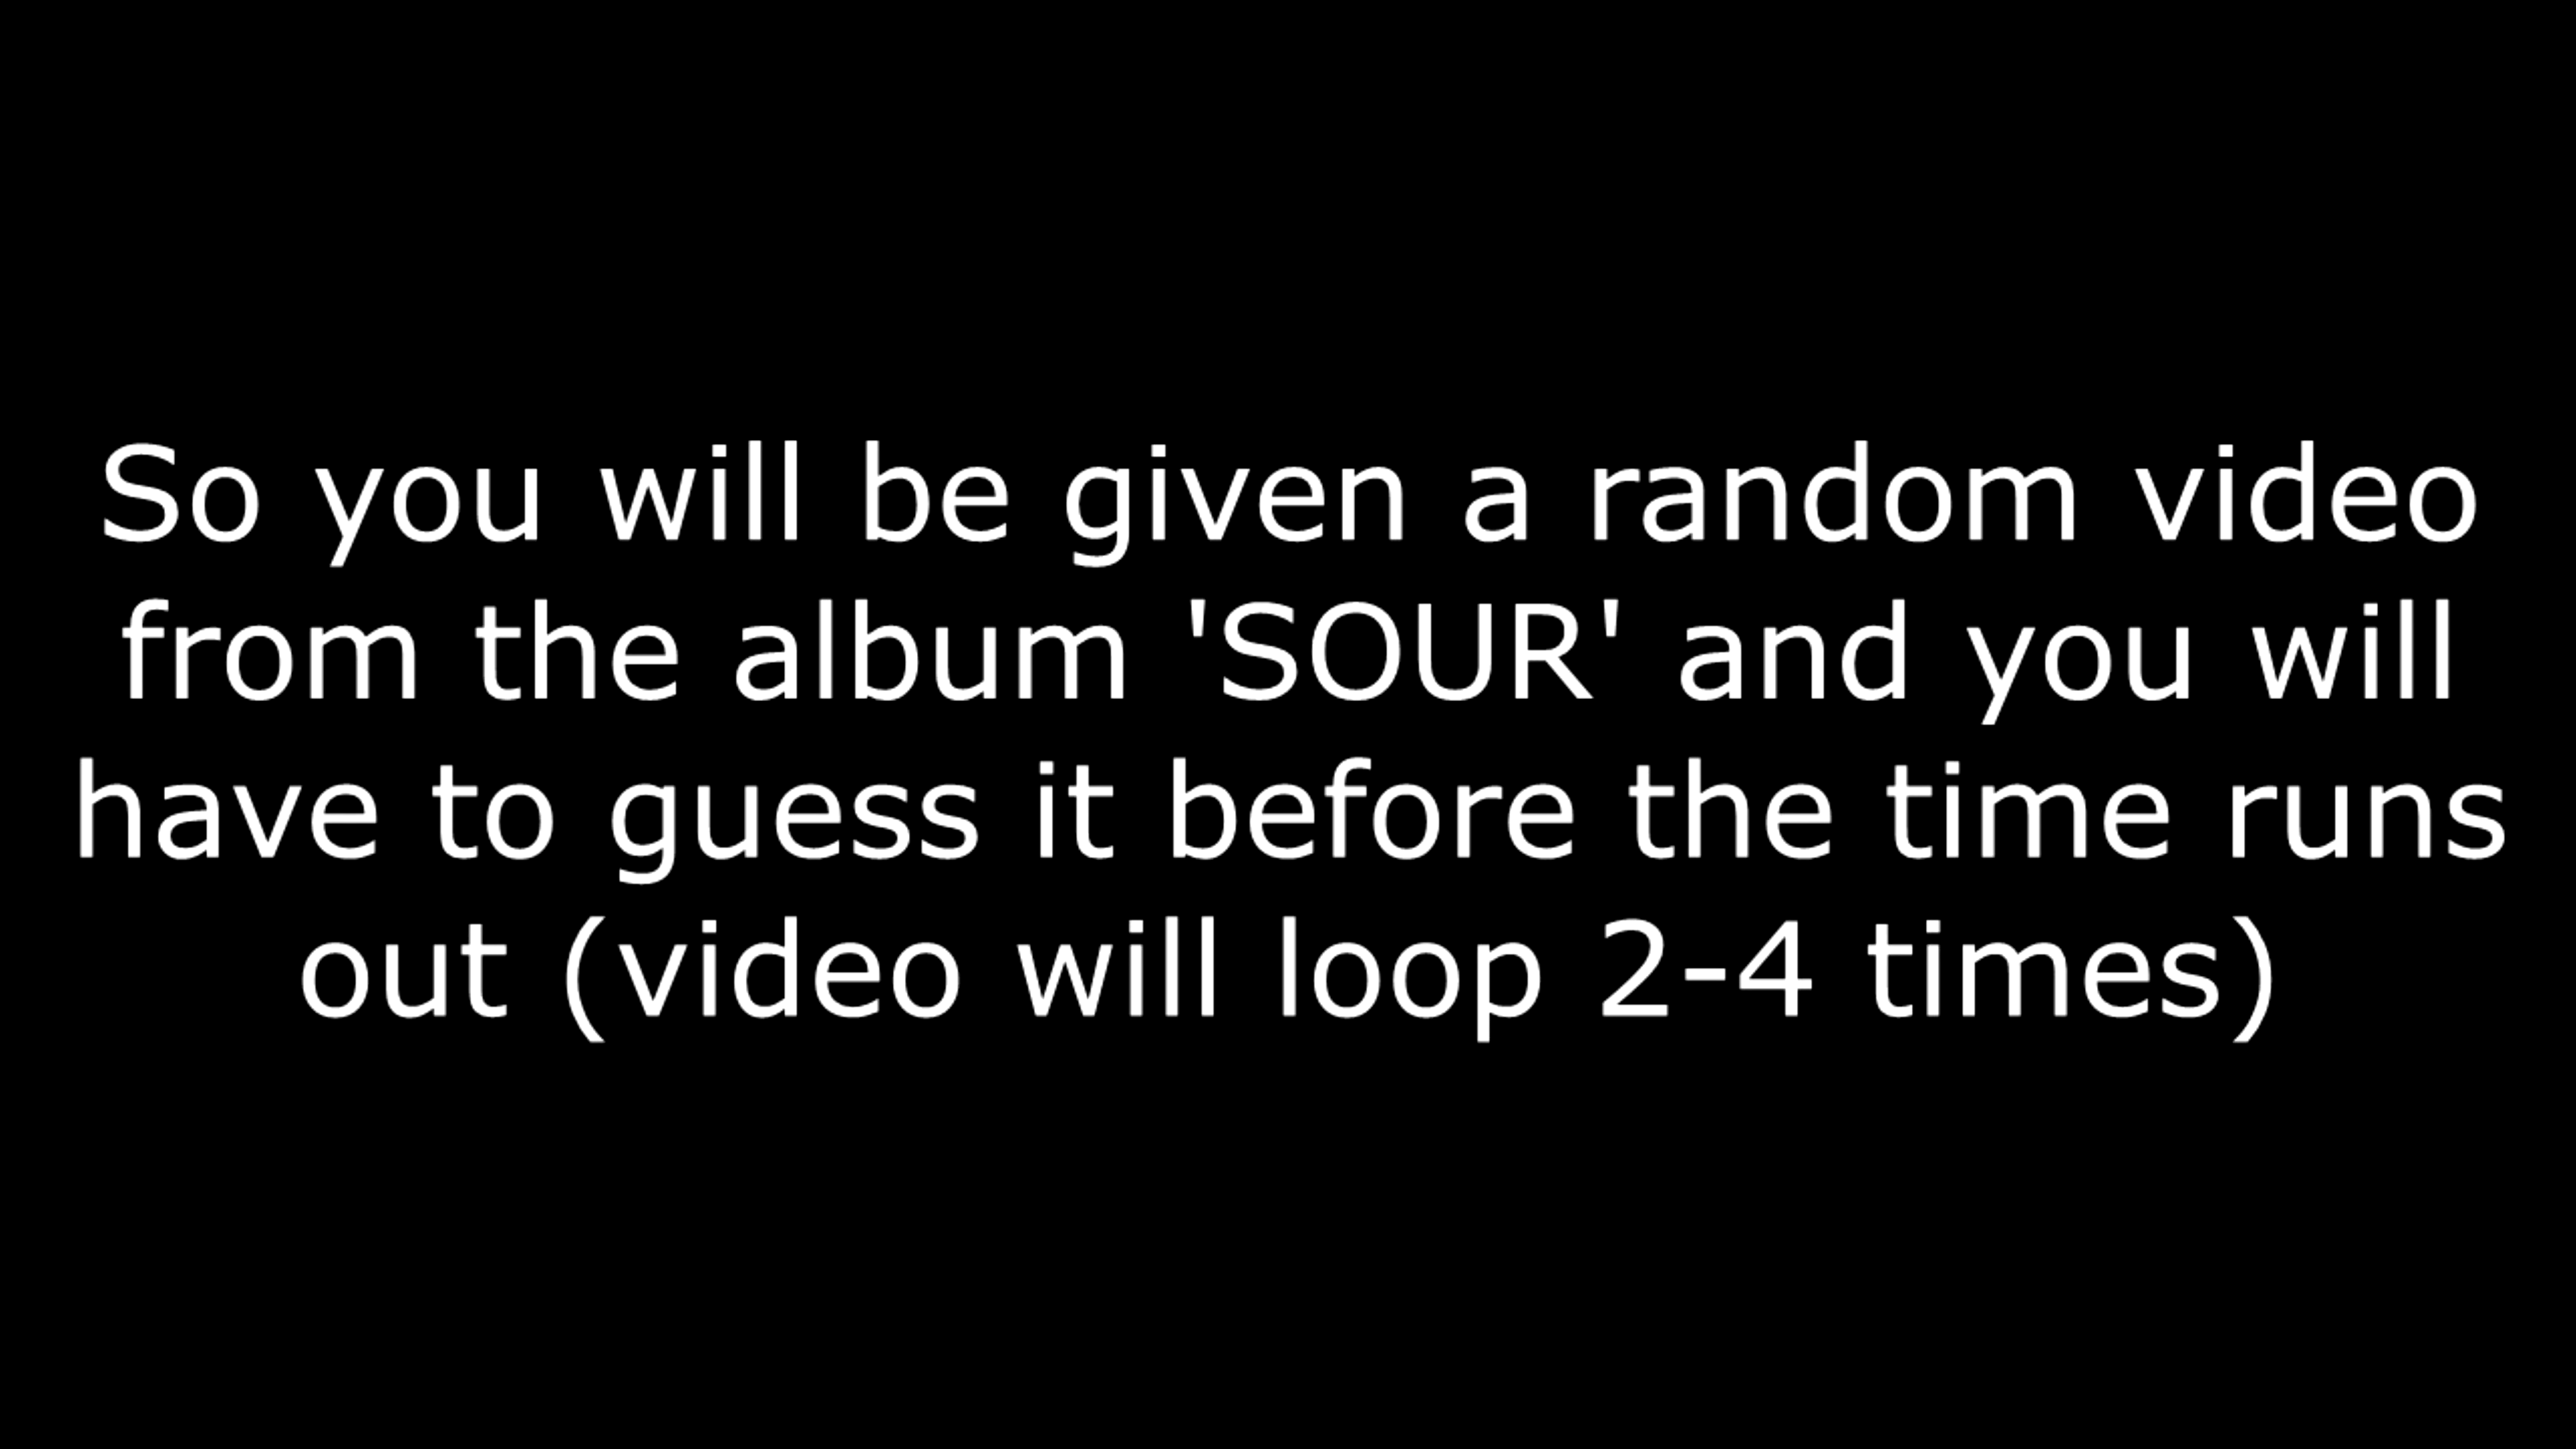 So you will be given a random video
from the album 'SOUR' and you will
have to guess it before the time runs
out (video will loop 2-4 times)